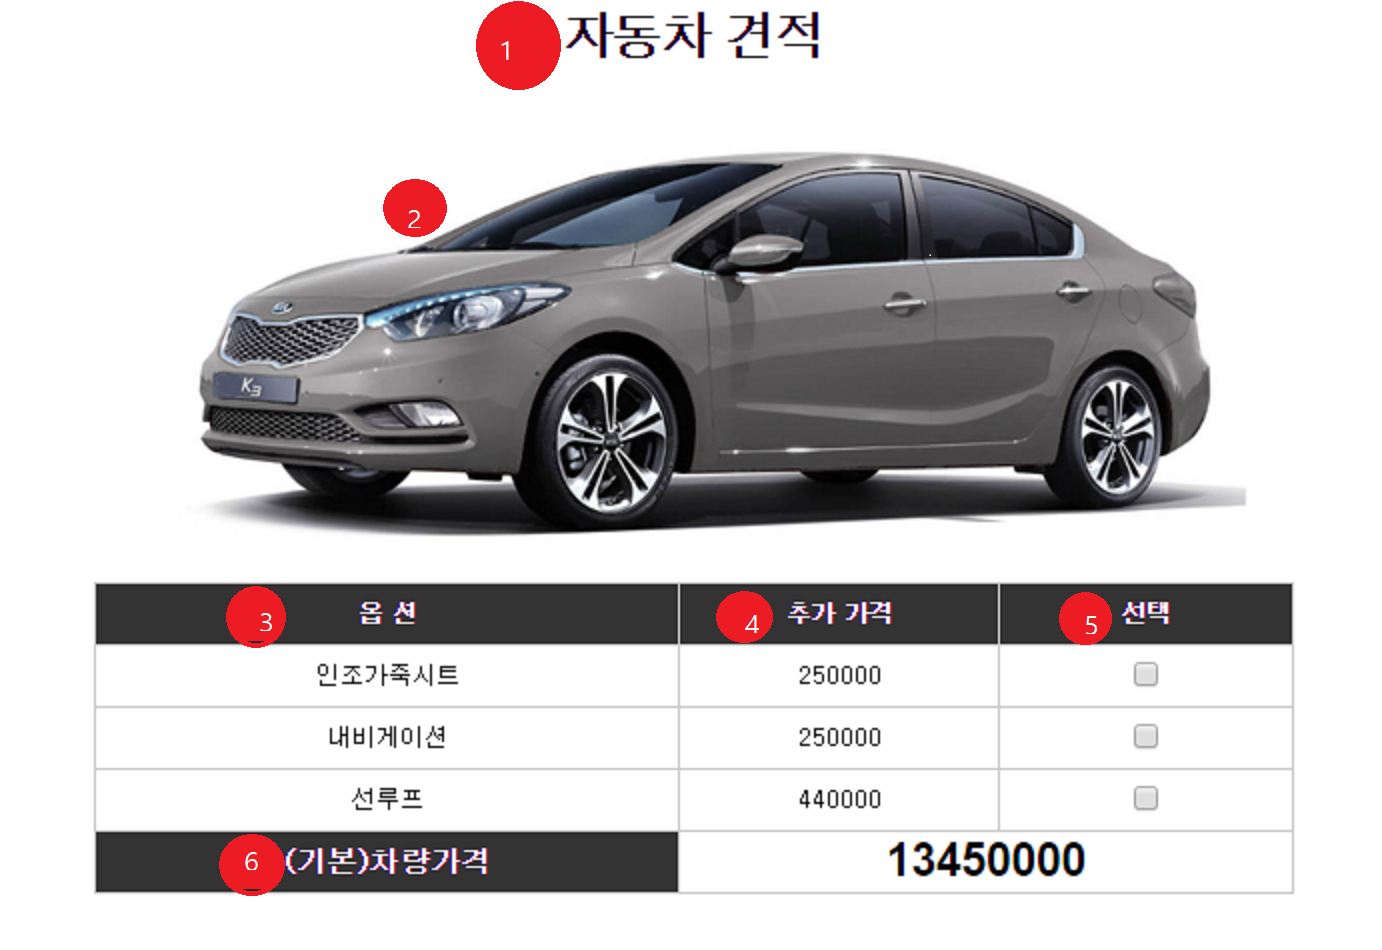 1 자동차 견적
2
K3
3 옵 션 4 추가 가격 5 선택
인조가죽시트 250000
내비게이션 250000
선루프 440000
6 (기본)차량가격 13450000